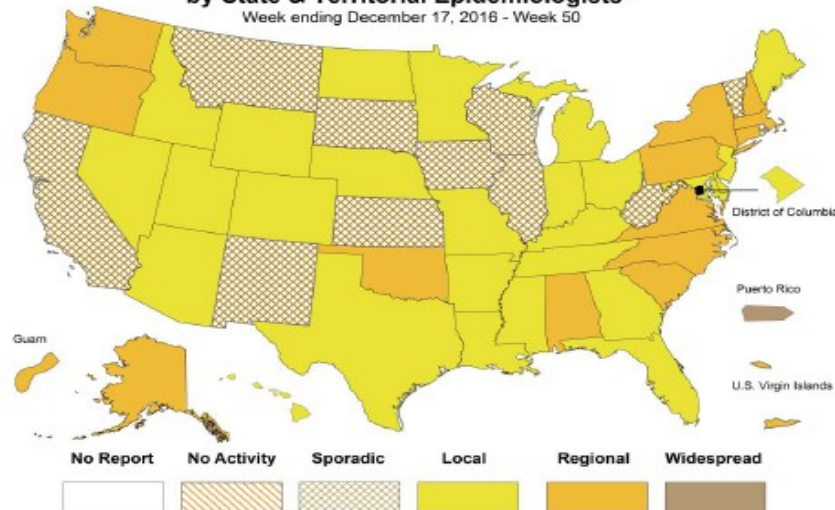 by State & Territorial Epidemiologists
Week ending December 17, 2016 - Week 50
District of Columbia
Puerto Rico
Guam
U.S. Virgin Islands
No Report No Activity Sporadic Local Regional Widespread